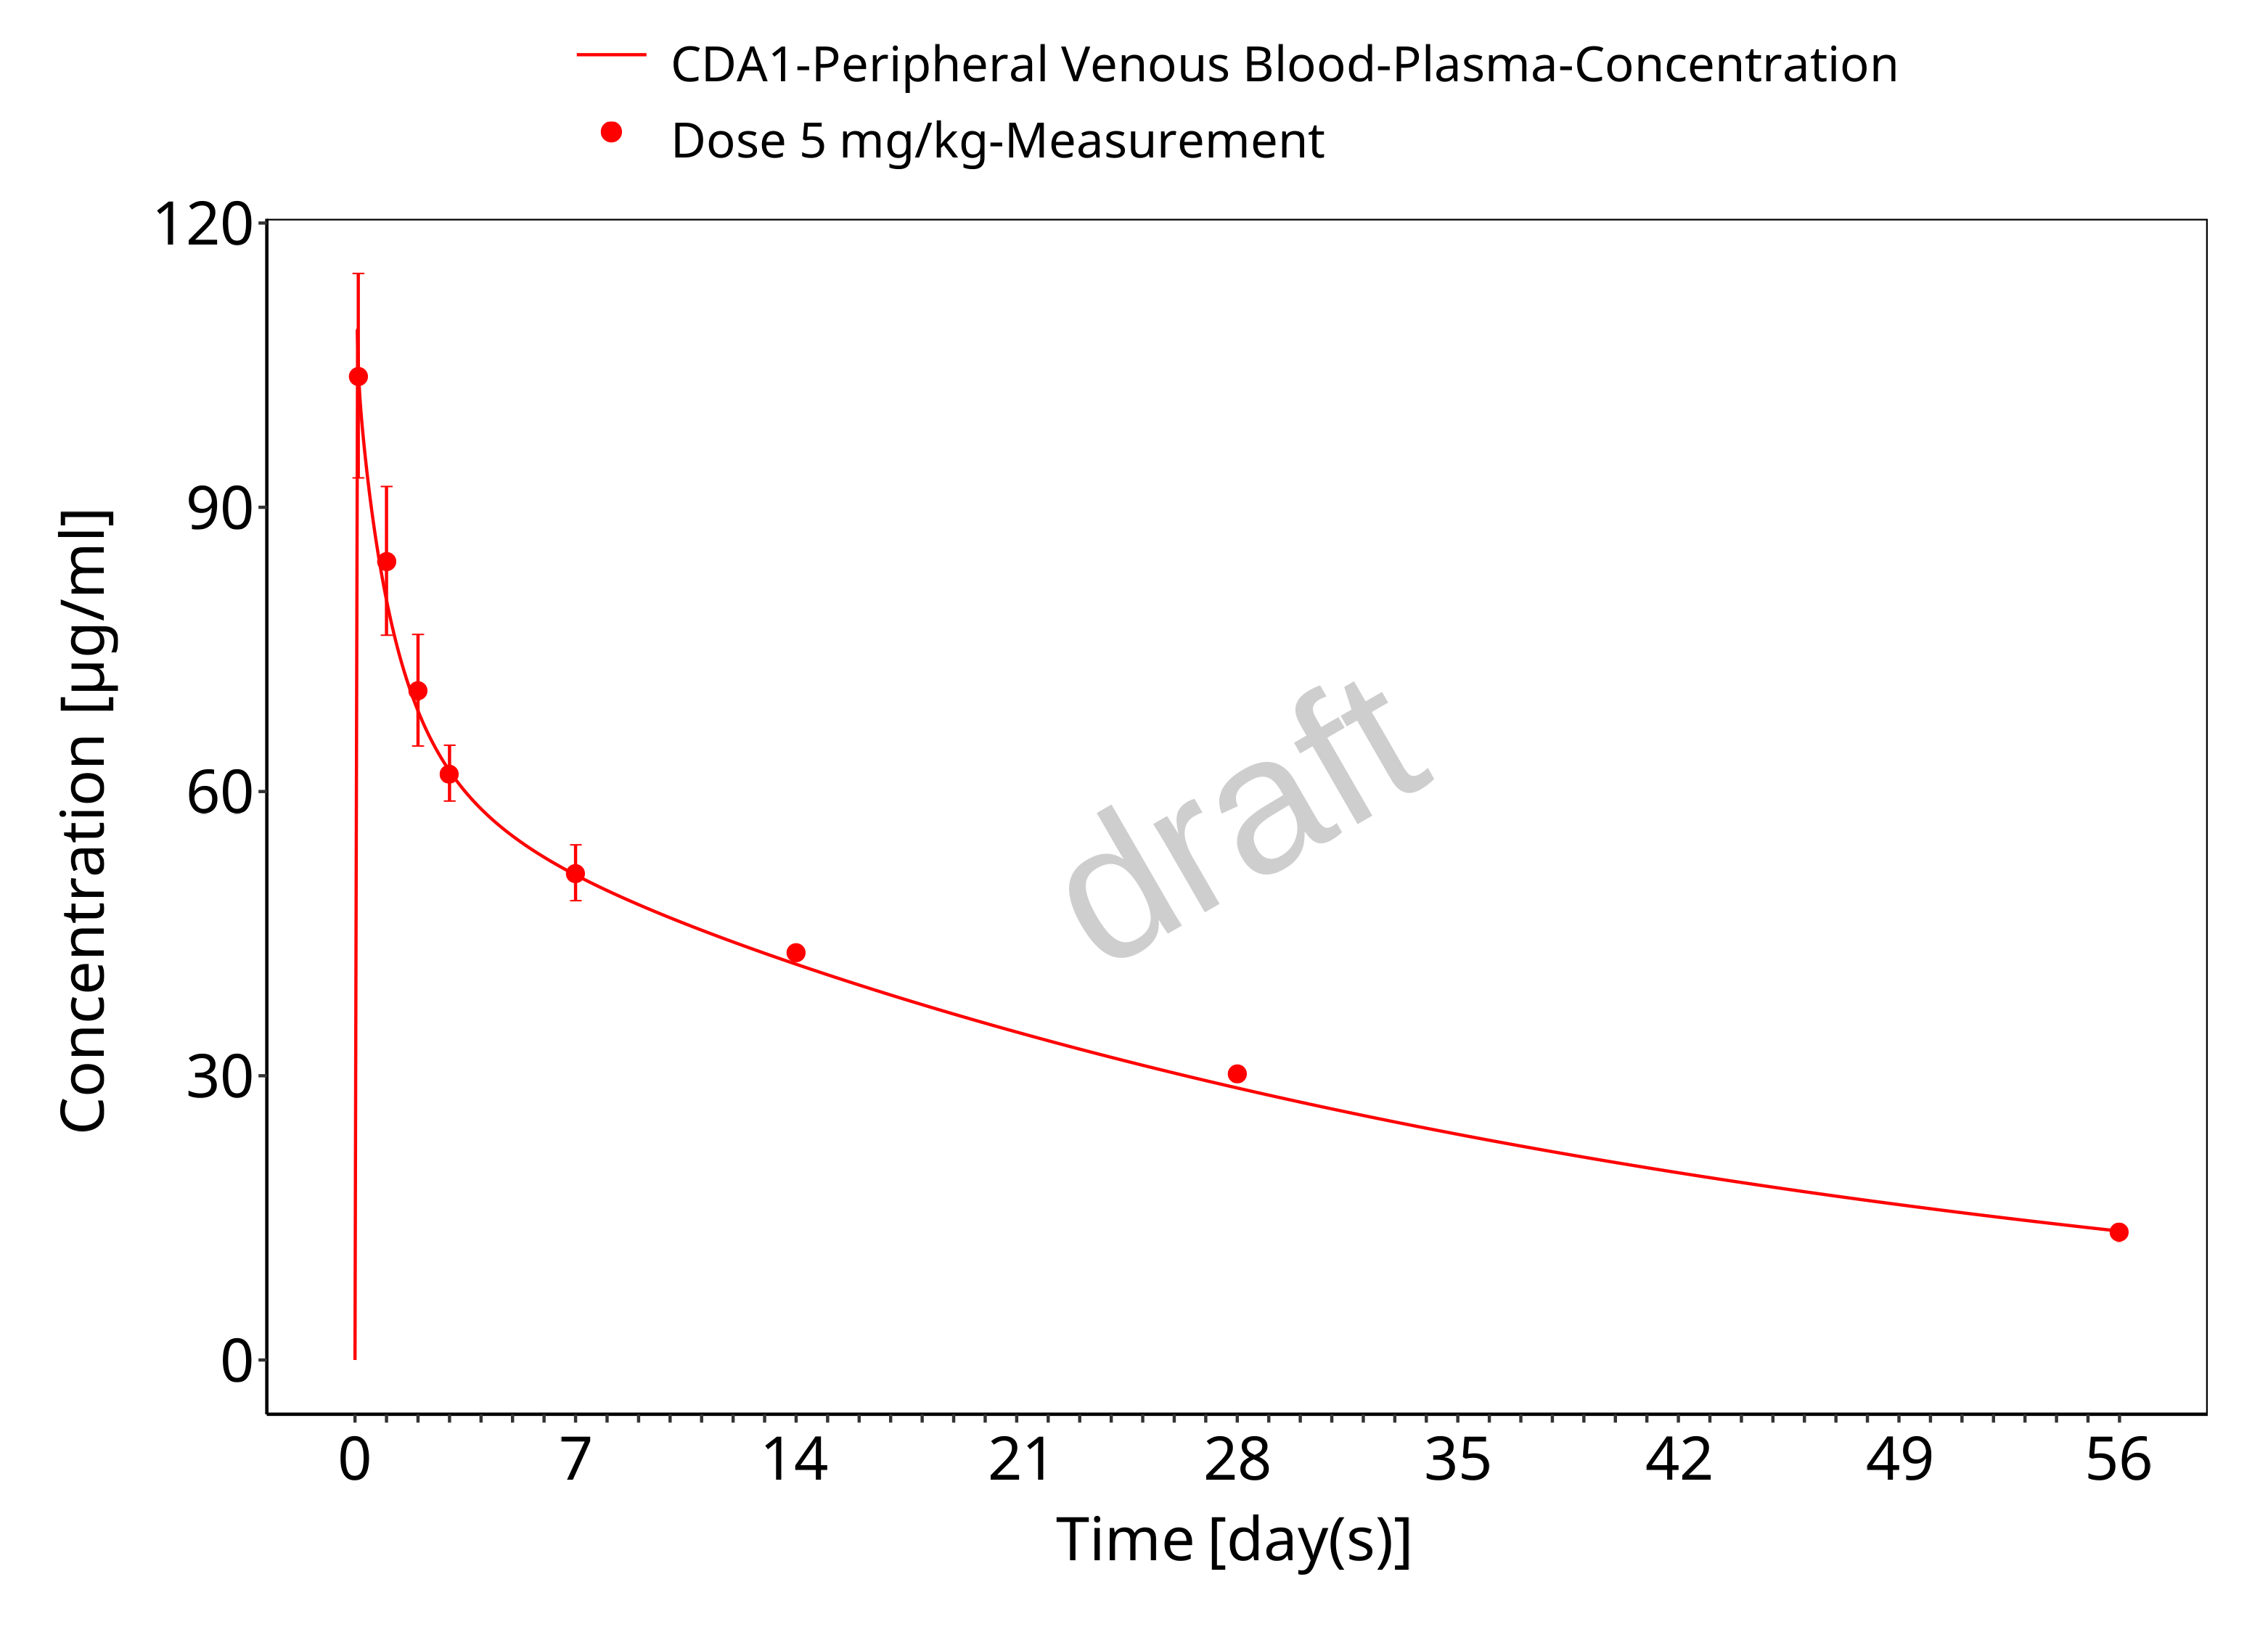 CDA1-Peripheral Venous Blood-Plasma-Concentration
Dose 5 mg/kg-Measurement
120
90
60
30
0
Concentration [µg/ml]
draft
0 7 14 21 28 35 42 49 56
Time [day(s)]